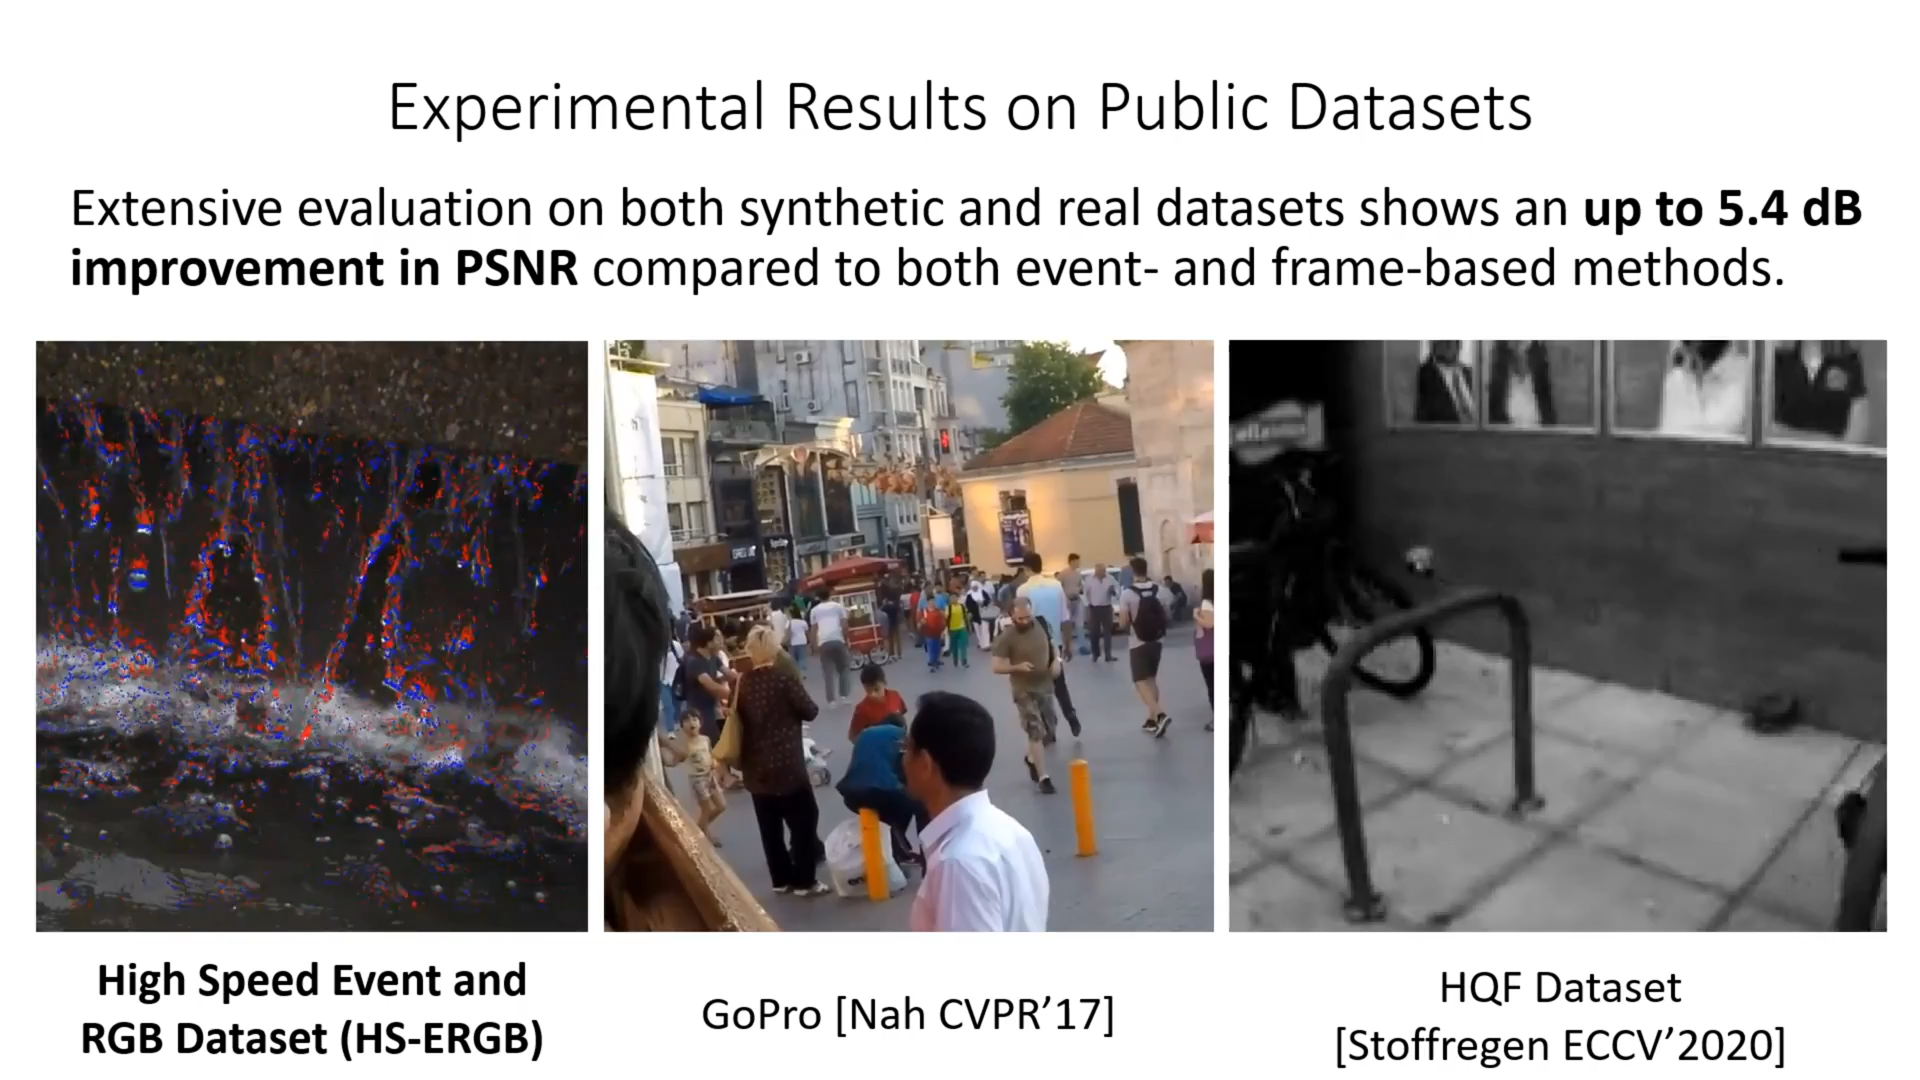 Experimental Results on Public Datasets
Extensive evaluation on both synthetic and real datasets shows an up to 5.4 dB
improvement in PSNR compared to both event- and frame-based methods.
High Speed Event and
RGB Dataset (HS-ERGB)
GoPro [Nah CVPR’17]
HQF Dataset
[Stoffregen ECCV’2020]